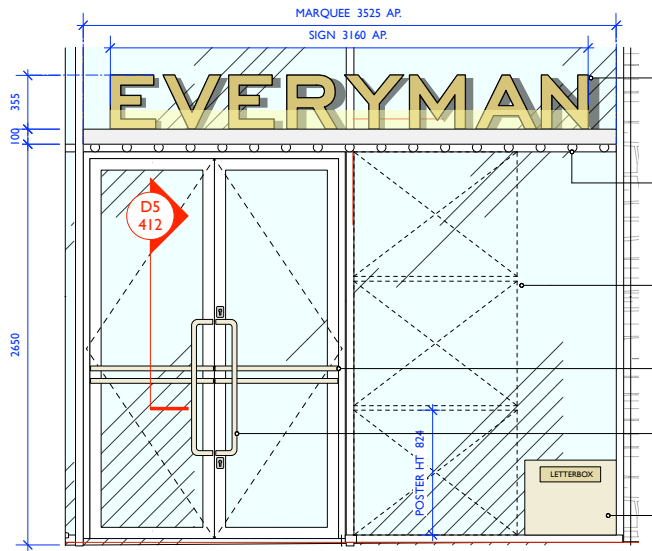 MARQUEE 3525 AP.
SIGN 3160 AP.
355
EVERYMAN
100
D5
412
2650
POSTER HT 824
LETTERBOX